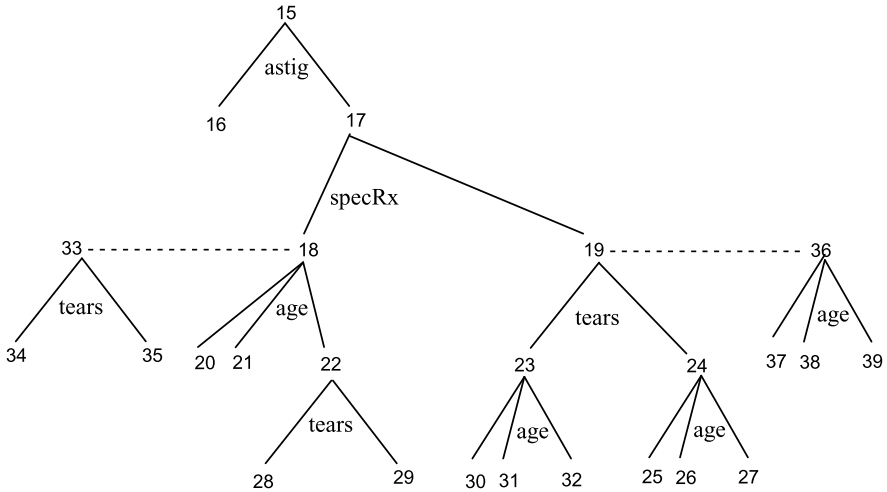 15
astig
16 17
specRx
33 18 19 36
tears age tears age
34 35 20 21 22 23 24 37 38 39
tears age age
28 29 30 31 32 25 26 27